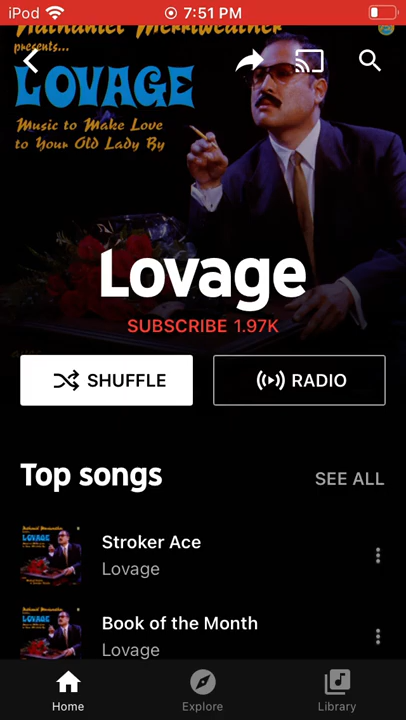 iPod 7:51 PM
Nathaniel Merriweather
presents...
LOVAGE
Music to Make Love
to Your Old Lady By
Lovage
SUBSCRIBE 1.97K
SHUFFLE RADIO
Top songs SEE ALL
Stroker Ace
Lovage
Book of the Month
Lovage
Home Explore Library